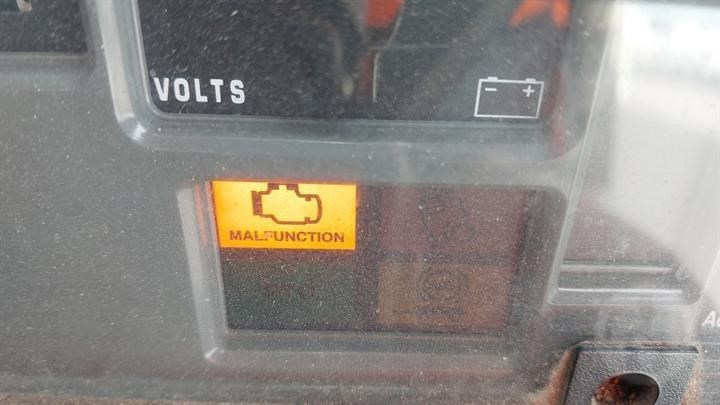 VOLTS
- +
MALFUNCTION